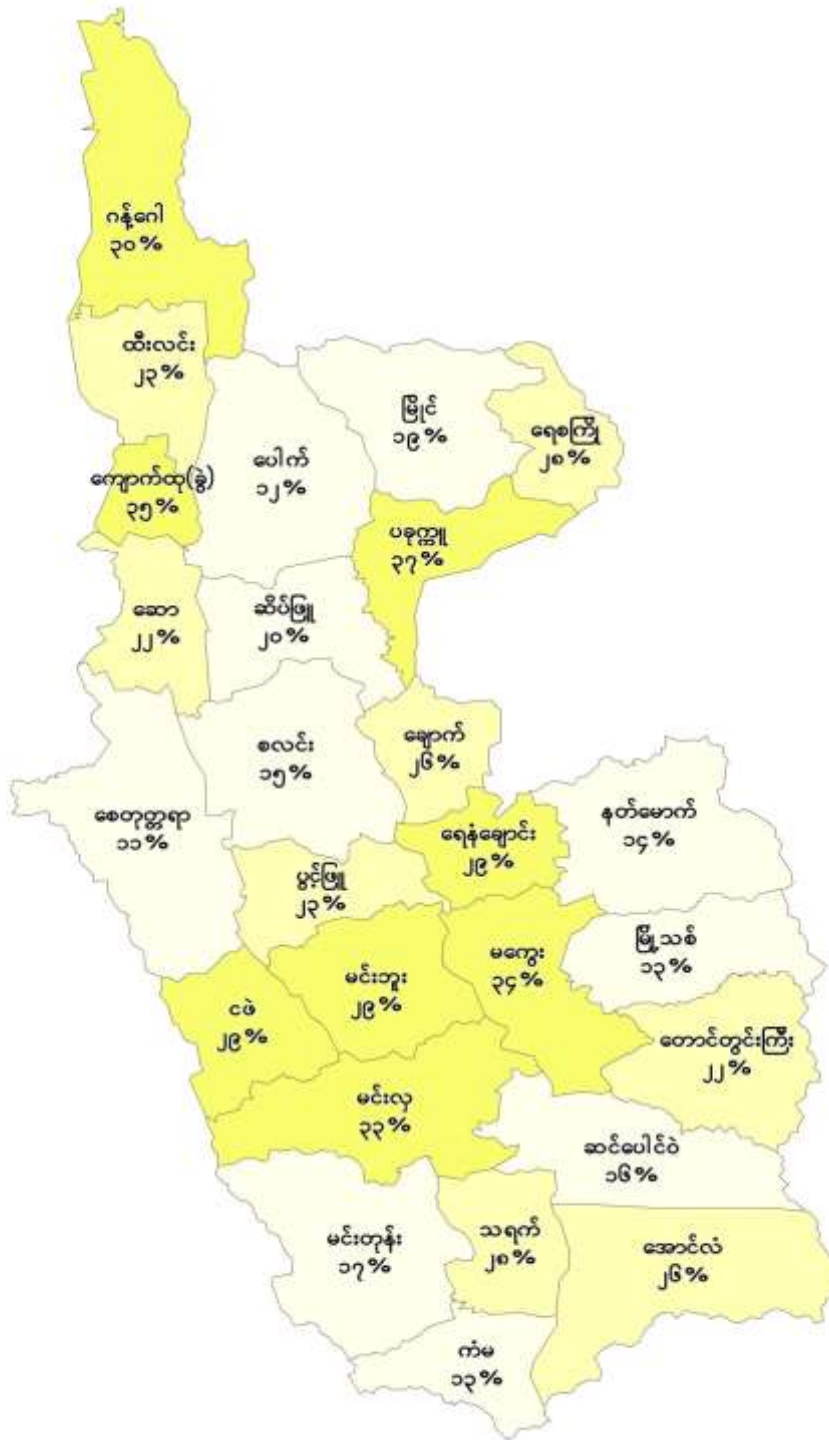 ဂန့်ဂေါ
၃၀%
ထီးလင်း
၂၃%
မြိုင်
၁၉%
ရေစကြို
၂၈%
ပေါက်
၁၂%
ကျောက်ထု(ခွဲ)
၃၅%
ပခုက္ကူ
၃၇%
ဆော
၂၂%
ဆိပ်ဖြူ
၂၀%
စလင်း
၁၅%
ချောက်
၂၆%
စေတုတ္တရာ
၁၁%
ရေနံချောင်း
၂၉%
နတ်မောက်
၁၄%
ပွင့်ဖြူ
၂၃%
မြို့သစ်
၁၃%
မကွေး
၃၄%
မင်းဘူး
၂၉%
ငဖဲ
၂၉%
တောင်တွင်းကြီး
၂၂%
မင်းလှ
၃၃%
ဆင်ပေါင်ဝဲ
၁၆%
မင်းတုန်း
၁၇%
သရက်
၂၈%
အောင်လံ
၂၆%
ကံမ
၁၃%